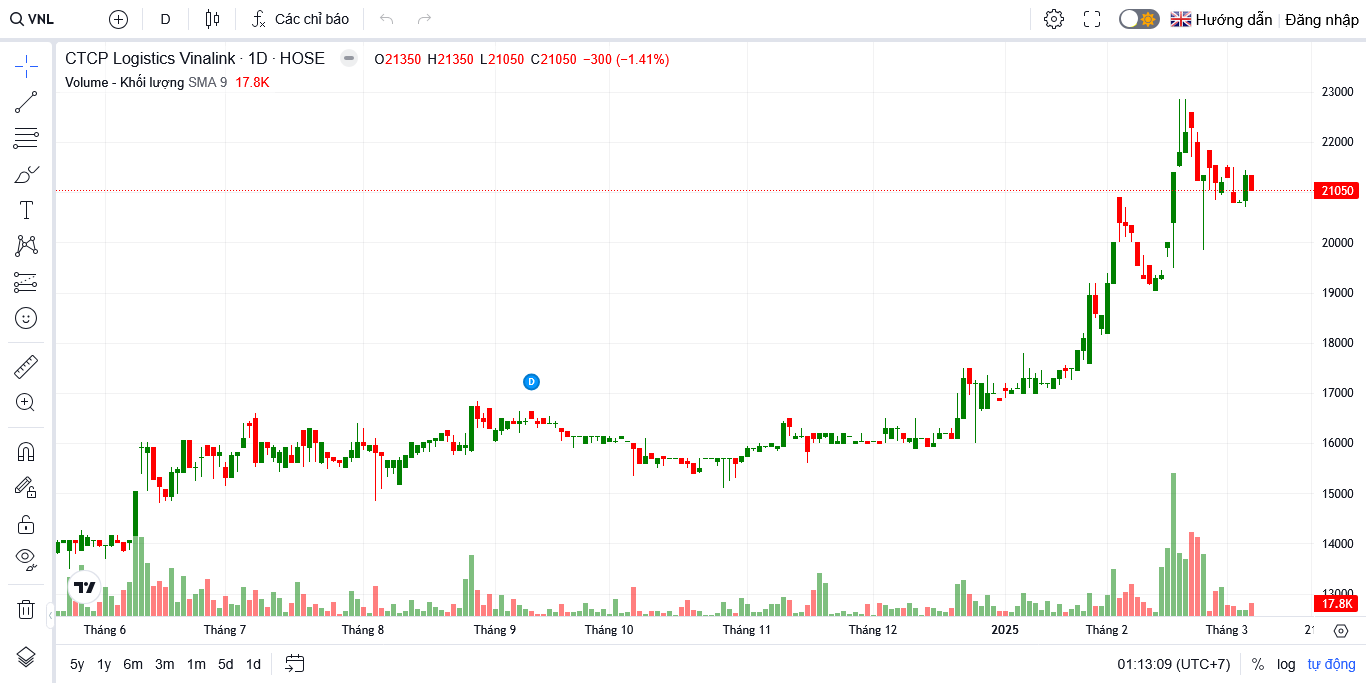 VNL D Các chỉ báo Hướng dẫn Đăng nhập
CTCP Logistics Vinalink · 1D · HOSE O21350 H21350 L21050 C21050 −300 (−1.41%)
Volume - Khối lượng SMA 9 17.8K
23000
22000
21050
20000
19000
18000
17000
16000
15000
14000
13000
17.8K
D
Tháng 6 Tháng 7 Tháng 8 Tháng 9 Tháng 10 Tháng 11 Tháng 12 2025 Tháng 2 Tháng 3
5y 1y 6m 3m 1m 5d 1d 01:13:09 (UTC+7) % log tự động